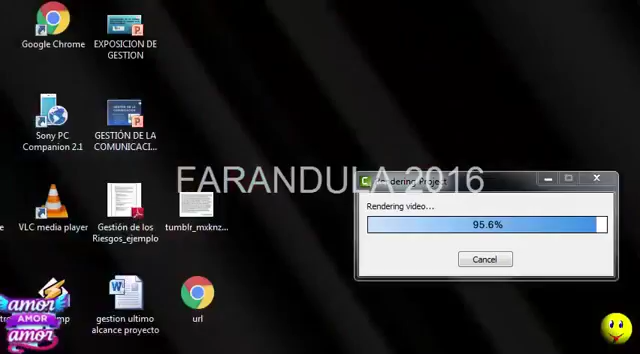 Google Chrome
EXPOSICION DE
GESTION
Sony PC
Companion 2.1
GESTIÓN DE LA
COMUNICACI...
FARANDULA 2016
Rendering Project
Rendering video...
95.6%
Cancel
VLC media player
Gestión de los
Riesgos_ejemplo
tumblr_mxknz...
amor
AMOR
amor
mp
gestion ultimo
alcance proyecto
url